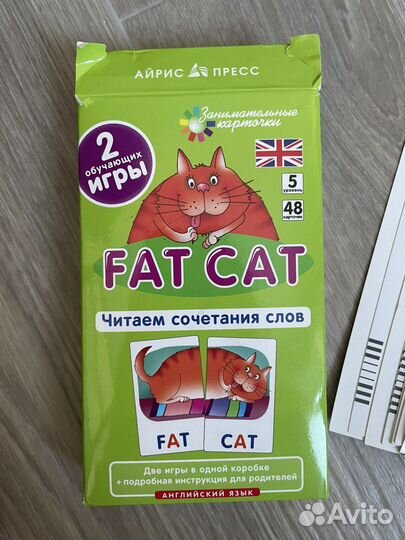 АЙРИС ПРЕСС
Занимательные
карточки
2
обучающих
игры
5
уровень
48
карточек
FAT CAT
Читаем сочетания слов
FAT CAT
Две игры в одной коробке
+ подробная инструкция для родителей
АНГЛИЙСКИЙ ЯЗЫК
Avito